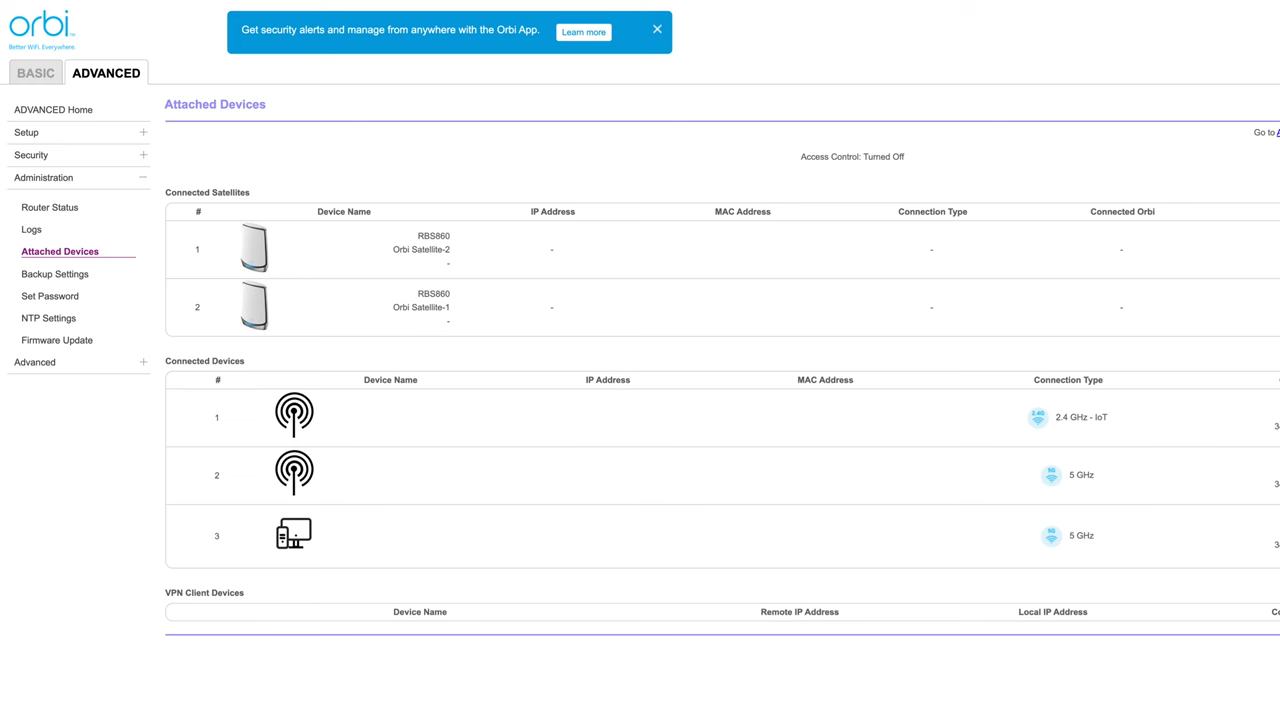 orbi
Better WiFi. Everywhere.
Get security alerts and manage from anywhere with the Orbi App. Learn more
BASIC ADVANCED
ADVANCED Home
Setup
Security
Administration
Router Status
Logs
Attached Devices
Backup Settings
Set Password
NTP Settings
Firmware Update
Advanced
Attached Devices
Go to
Access Control: Turned Off
Connected Satellites
# Device Name IP Address MAC Address Connection Type Connected Orbi
RBS860
1 Orbi Satellite-2 - - -
-
RBS860
2 Orbi Satellite-1 - - -
-
Connected Devices
# Device Name IP Address MAC Address Connection Type
1 2.4G 2.4 GHz - IoT
2 5G 5 GHz
3 5G 5 GHz
VPN Client Devices
Device Name Remote IP Address Local IP Address